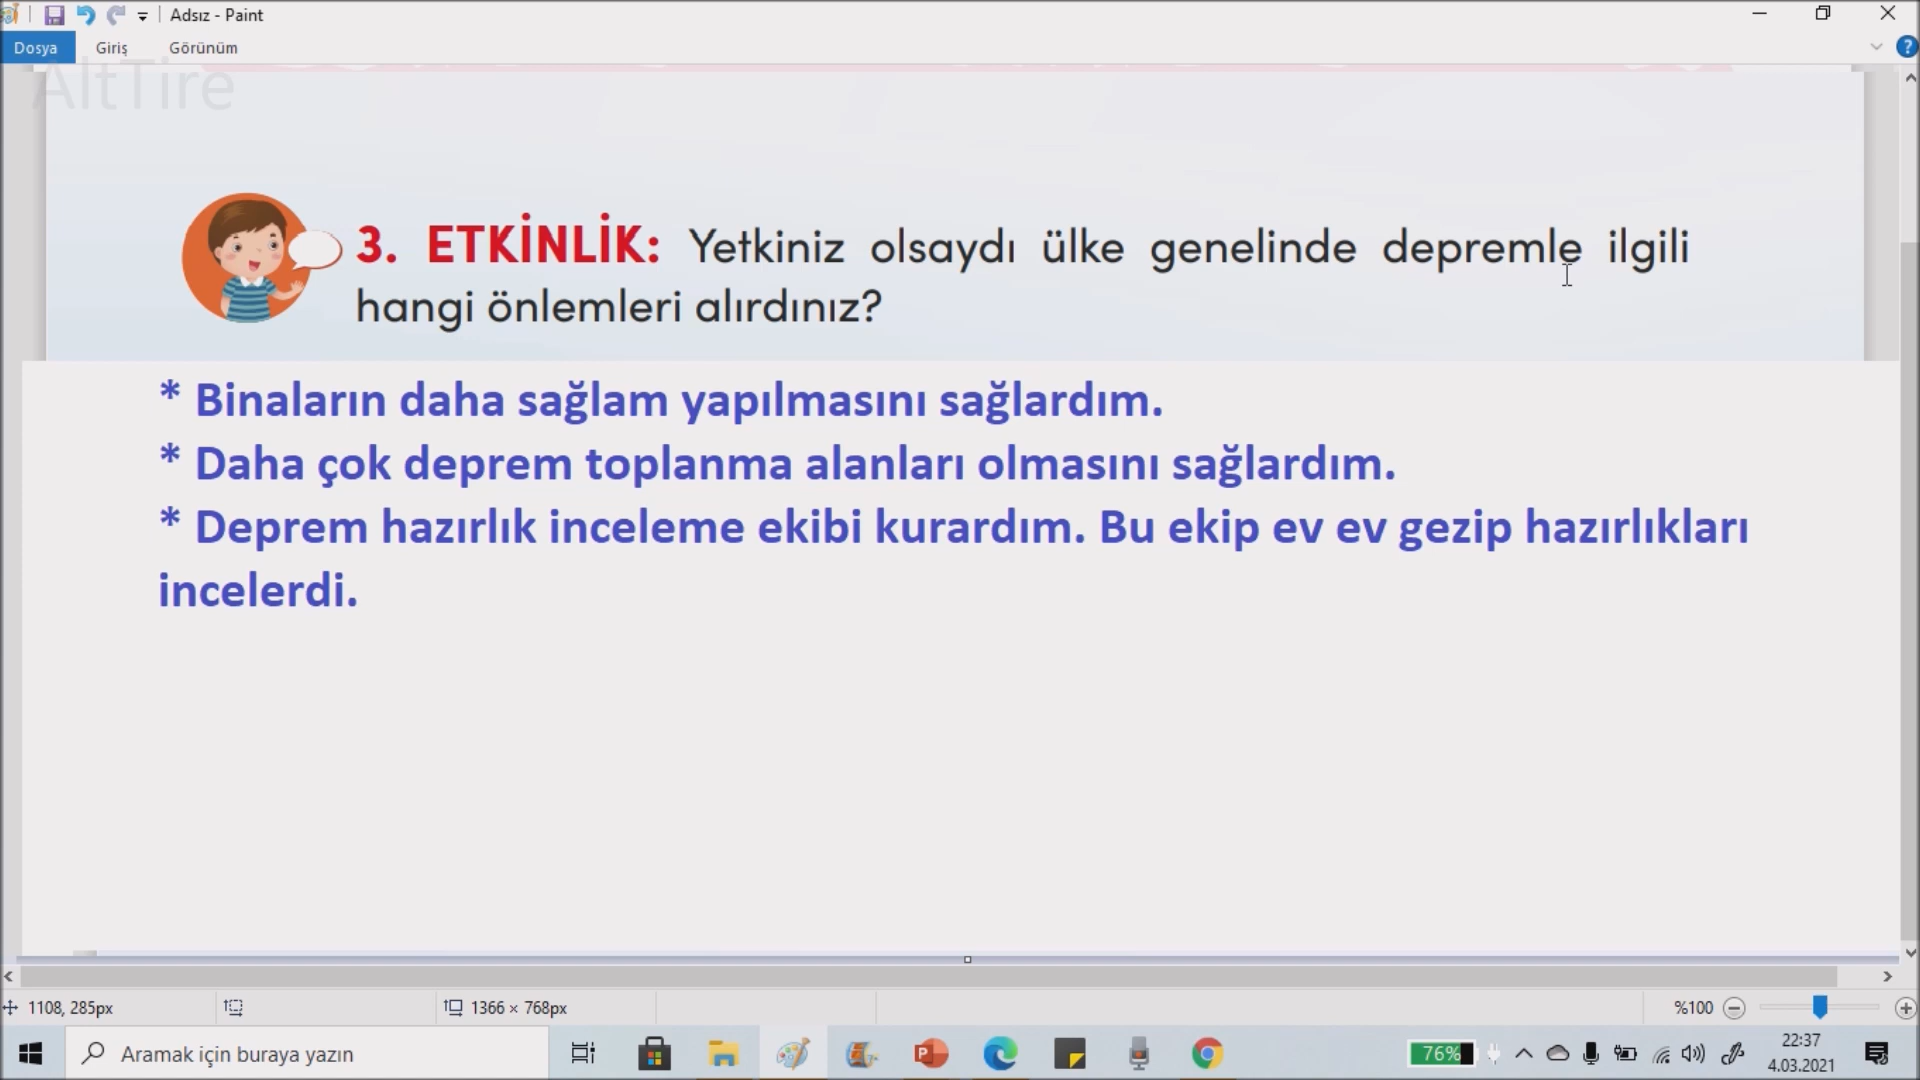 Adsız - Paint
Dosya Giriş Görünüm
AltTire
3. ETKİNLİK: Yetkiniz olsaydı ülke genelinde depremle ilgili
hangi önlemleri alırdınız?
* Binaların daha sağlam yapılmasını sağlardım.
* Daha çok deprem toplanma alanları olmasını sağlardım.
* Deprem hazırlık inceleme ekibi kurardım. Bu ekip ev ev gezip hazırlıkları
incelerdi.
1108, 285px 1366 × 768px %100
Aramak için buraya yazın 76% 22:37
4.03.2021